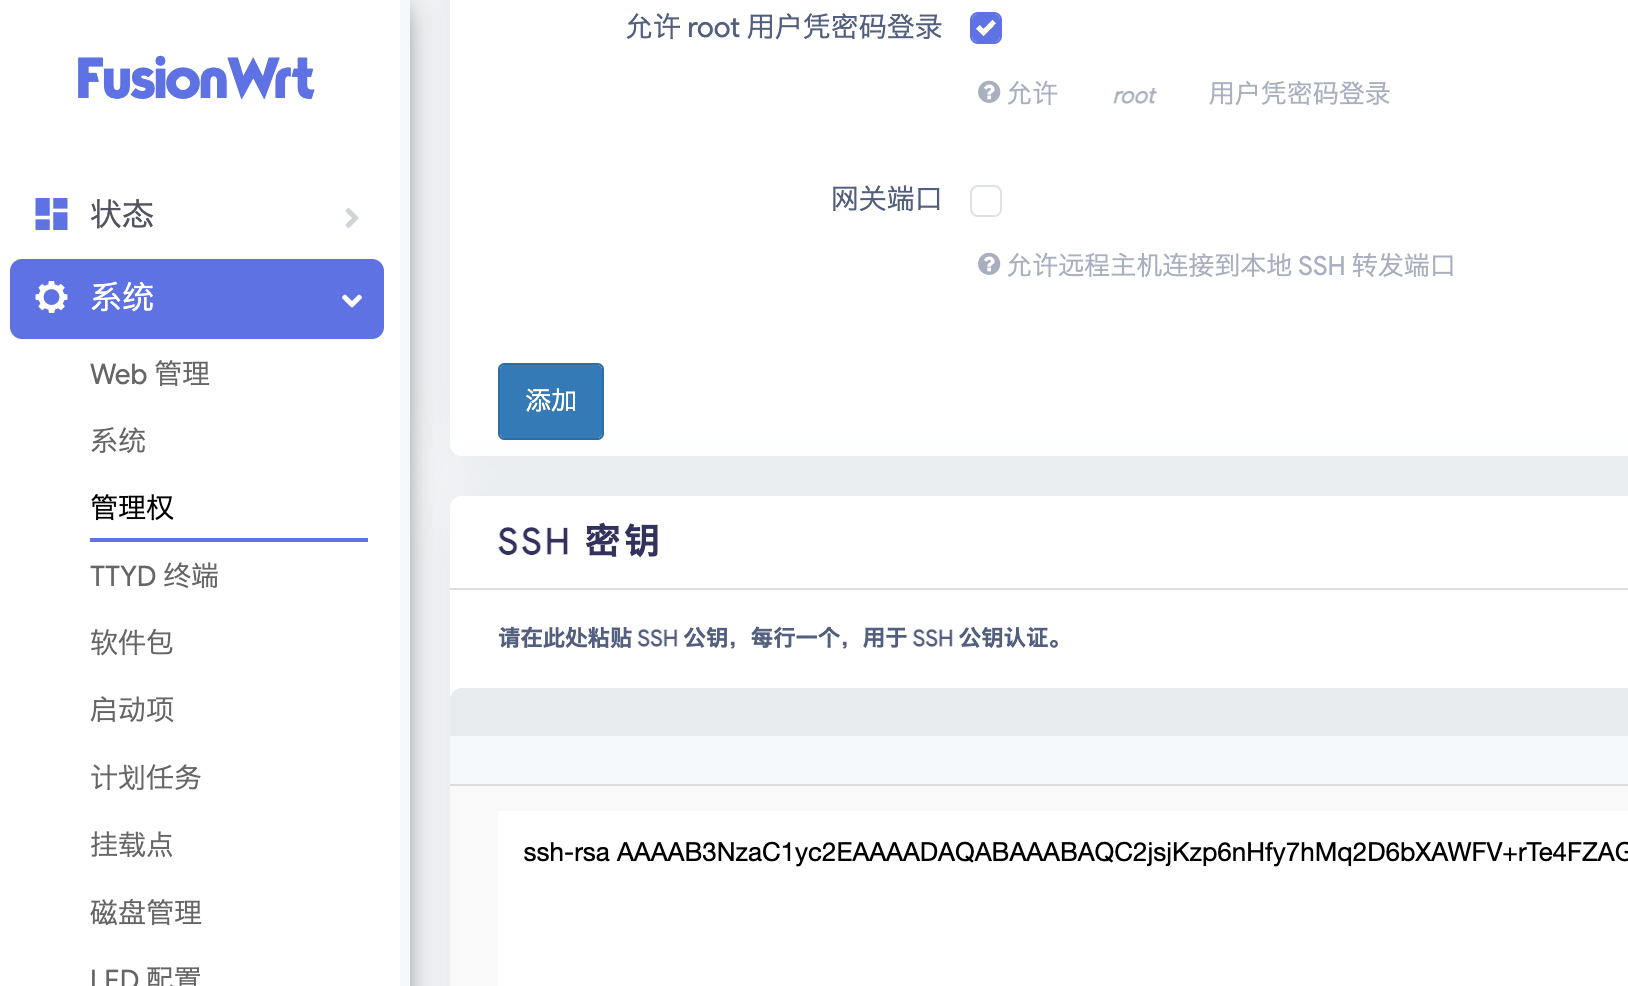 FusionWrt
状态
系统
Web 管理
系统
管理权
TTYD 终端
软件包
启动项
计划任务
挂载点
磁盘管理
LED 配置
允许 root 用户凭密码登录
允许 root 用户凭密码登录
网关端口
允许远程主机连接到本地 SSH 转发端口
添加
SSH 密钥
请在此处粘贴 SSH 公钥，每行一个，用于 SSH 公钥认证。
ssh-rsa AAAAB3NzaC1yc2EAAAADAQABAAABAQC2jsjKzp6nHfy7hMq2D6bXAWFV+rTe4FZAG